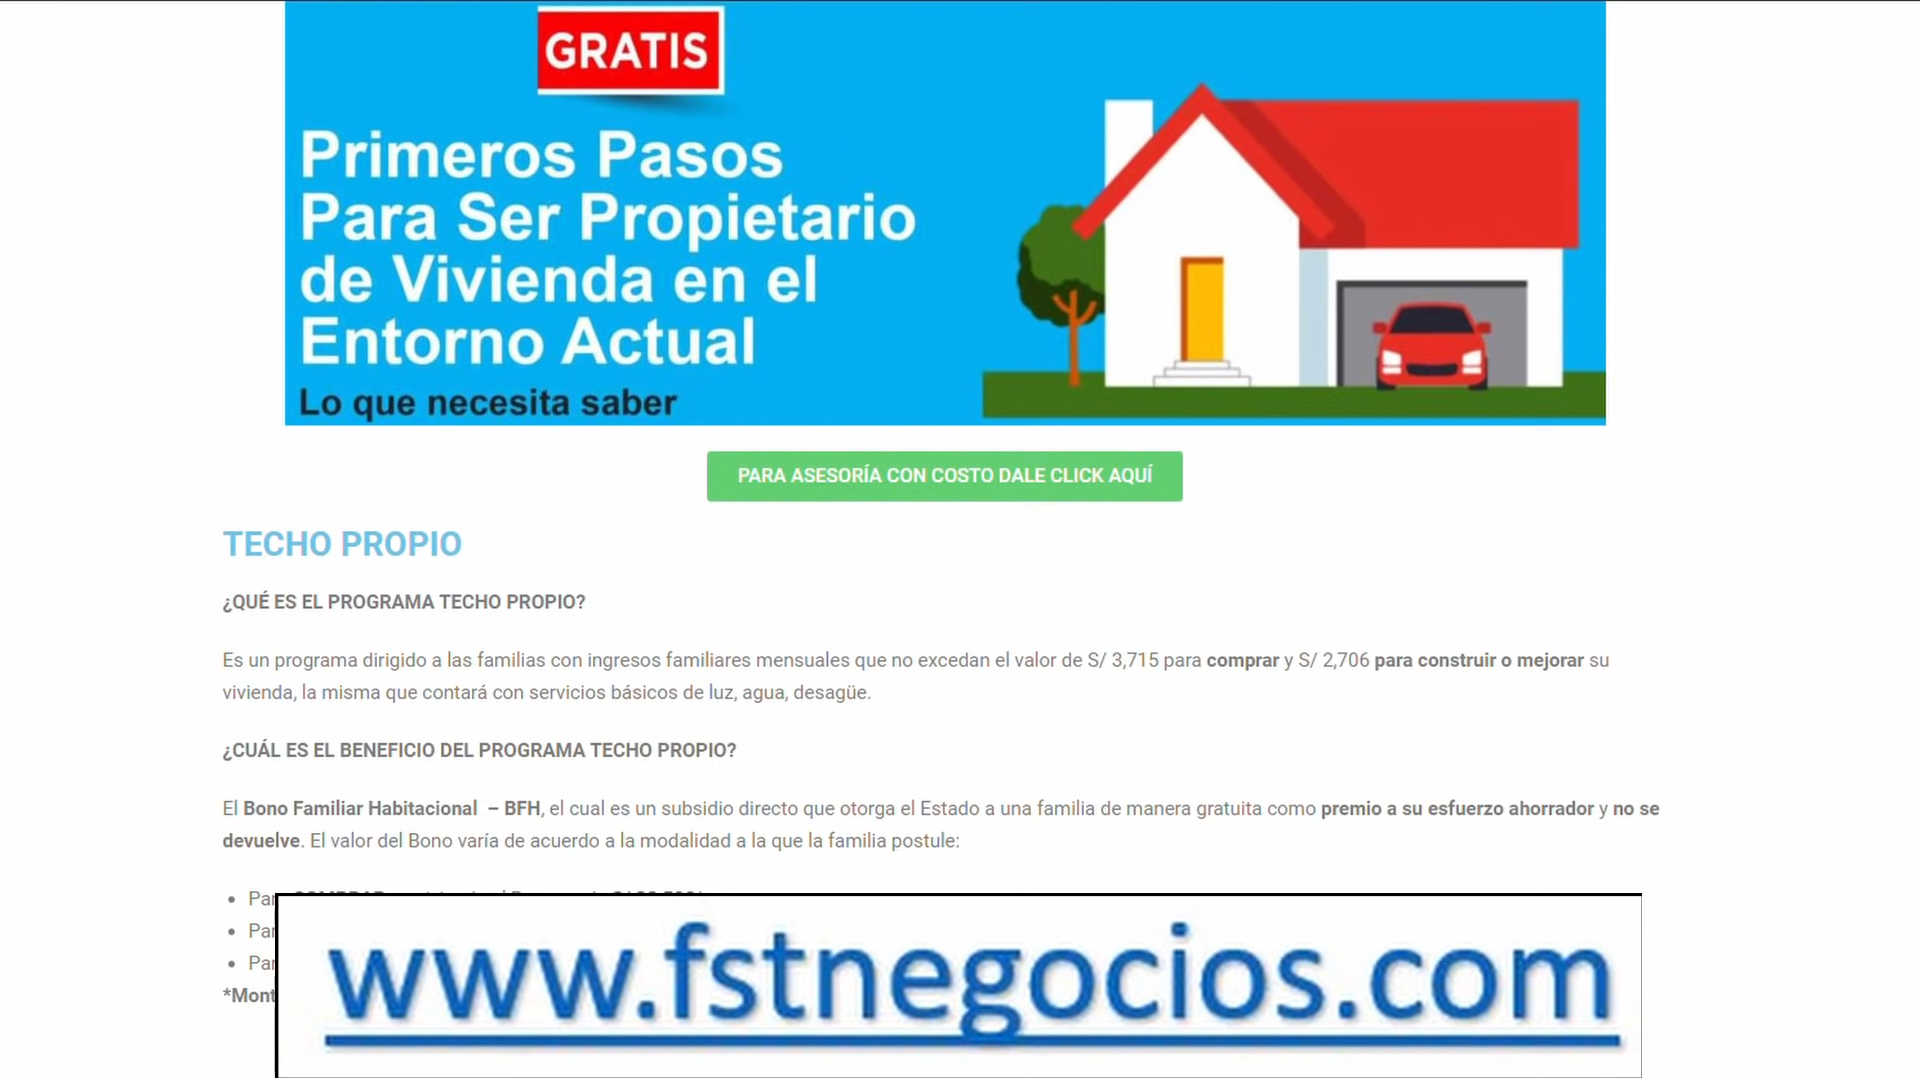 GRATIS
Primeros Pasos
Para Ser Propietario
de Vivienda en el
Entorno Actual
Lo que necesita saber
PARA ASESORÍA CON COSTO DALE CLICK AQUÍ
TECHO PROPIO
¿QUÉ ES EL PROGRAMA TECHO PROPIO?
Es un programa dirigido a las familias con ingresos familiares mensuales que no excedan el valor de S/ 3,715 para comprar y S/ 2,706 para construir o mejorar su
vivienda, la misma que contará con servicios básicos de luz, agua, desagüe.
¿CUÁL ES EL BENEFICIO DEL PROGRAMA TECHO PROPIO?
El Bono Familiar Habitacional – BFH, el cual es un subsidio directo que otorga el Estado a una familia de manera gratuita como premio a su esfuerzo ahorrador y no se
devuelve. El valor del Bono varía de acuerdo a la modalidad a la que la familia postule:
www.fstnegocios.com